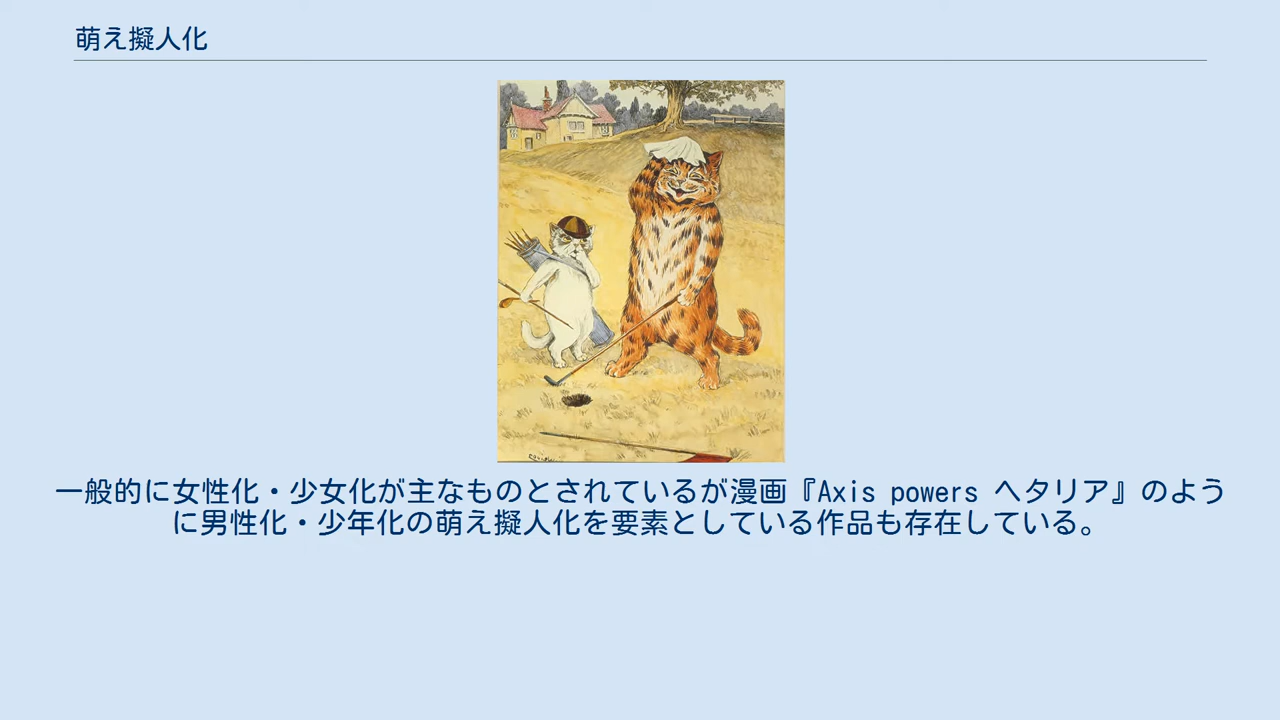 萌え擬人化
一般的に女性化・少女化が主なものとされているが漫画『Axis powers ヘタリア』のよう
に男性化・少年化の萌え擬人化を要素としている作品も存在している。